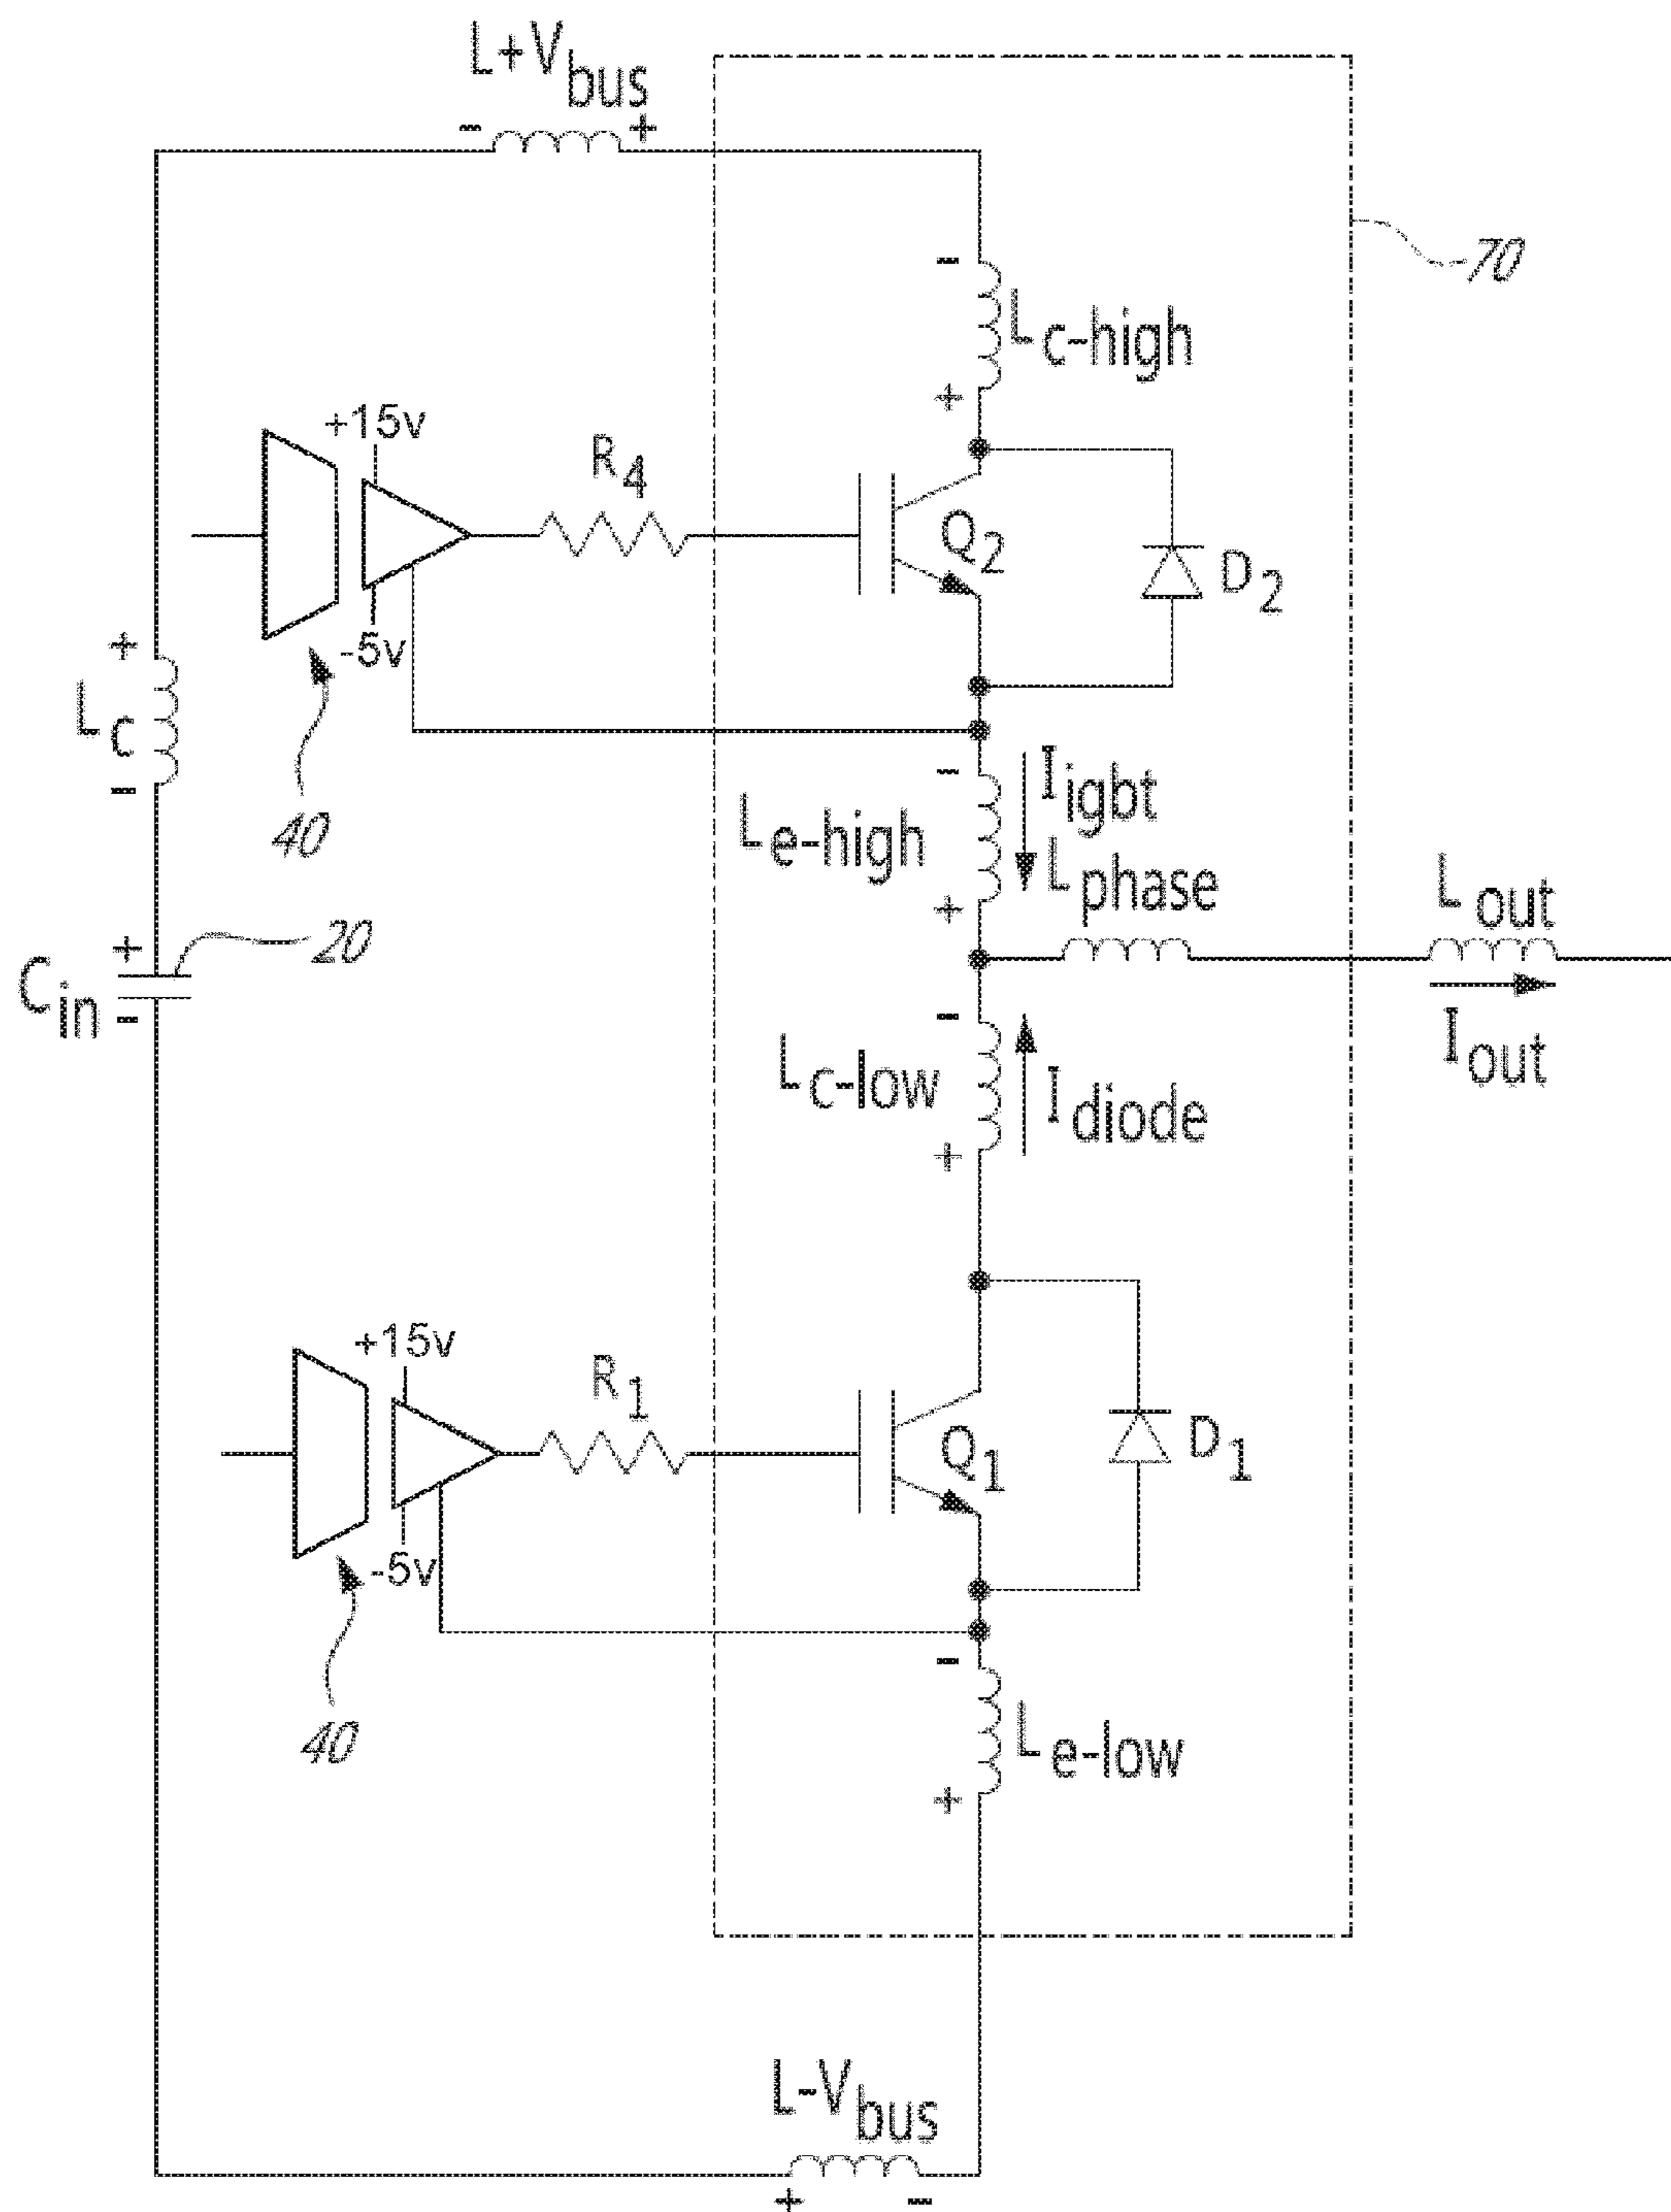 L+Vbus
- +
70
-
Lc-high
+
+15v
R4
Q2
D2
-5v
40
+
Lc
-
-
Iigbt
Le-high
Lphase
+
Lout
+
20
Cin
-
Iout
-
Lc-low
Idiode
+
+15v
R1
Q1
D1
-5v
40
-
Le-low
+
L-Vbus
+ -